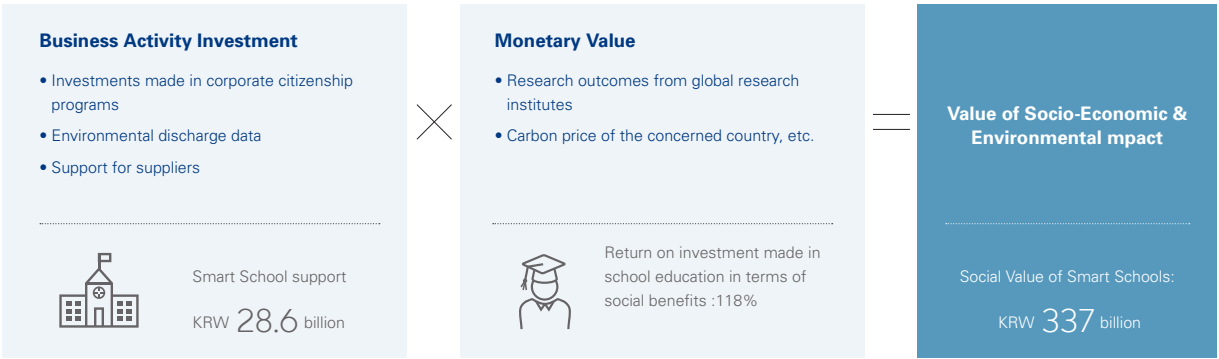 Business Activity Investment
• Investments made in corporate citizenship
programs
• Environmental discharge data
• Support for suppliers
Smart School support
KRW 28.6 billion
Monetary Value
• Research outcomes from global research
institutes
• Carbon price of the concerned country, etc.
Return on investment made in
school education in terms of
social benefits :118%
Value of Socio-Economic &
Environmental mpact
Social Value of Smart Schools:
KRW 337 billion